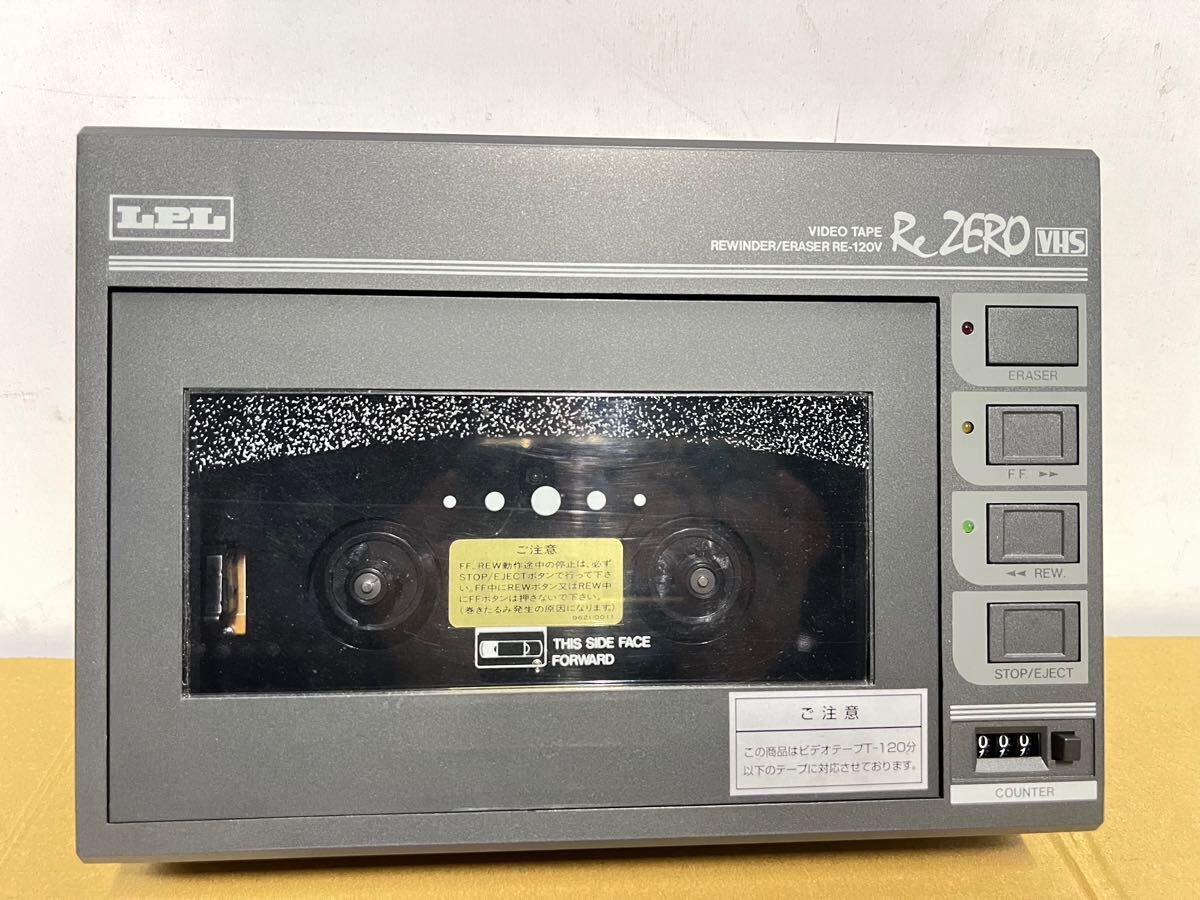 LPL
VIDEO TAPE
REWINDER/ERASER RE-120V
Re ZERO
VHS
ERASER
F F. ►►
◄◄ REW.
STOP/EJECT
ご注意
FF、REW動作途中の停止は、必ず
STOP/EJECTボタンで行って下さ
い。FF中にREWボタン又はREW中
にFFボタンは押さないで下さい。
(巻きたるみ発生の原因になります)
9621-0011
THIS SIDE FACE
FORWARD
ご注意
この商品はビデオテープT-120分
以下のテープに対応させております。
000
COUNTER